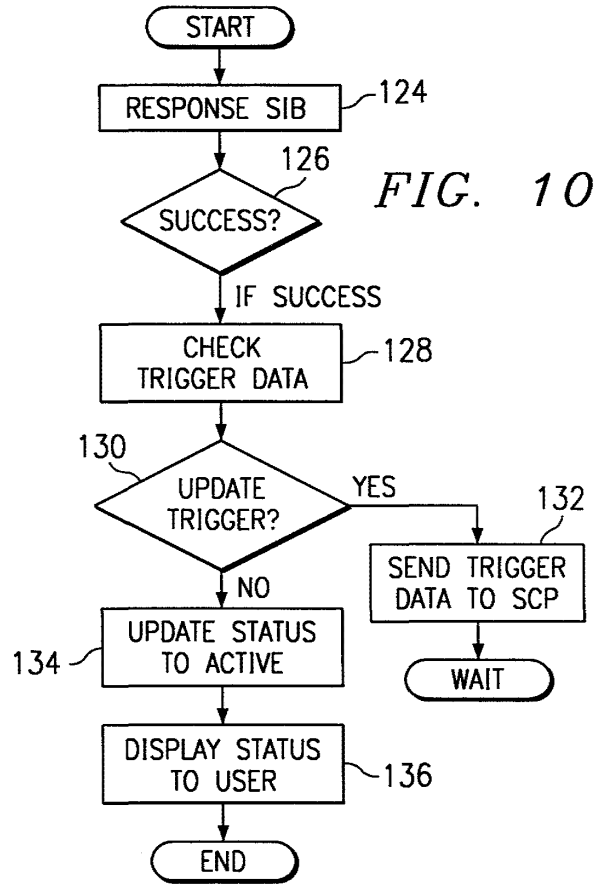 START
RESPONSE SIB
124
126
SUCCESS?
FIG. 10
IF SUCCESS
CHECK
TRIGGER DATA
128
130
UPDATE
TRIGGER?
YES
132
SEND TRIGGER
DATA TO SCP
NO
WAIT
UPDATE STATUS
TO ACTIVE
134
DISPLAY STATUS
TO USER
136
END